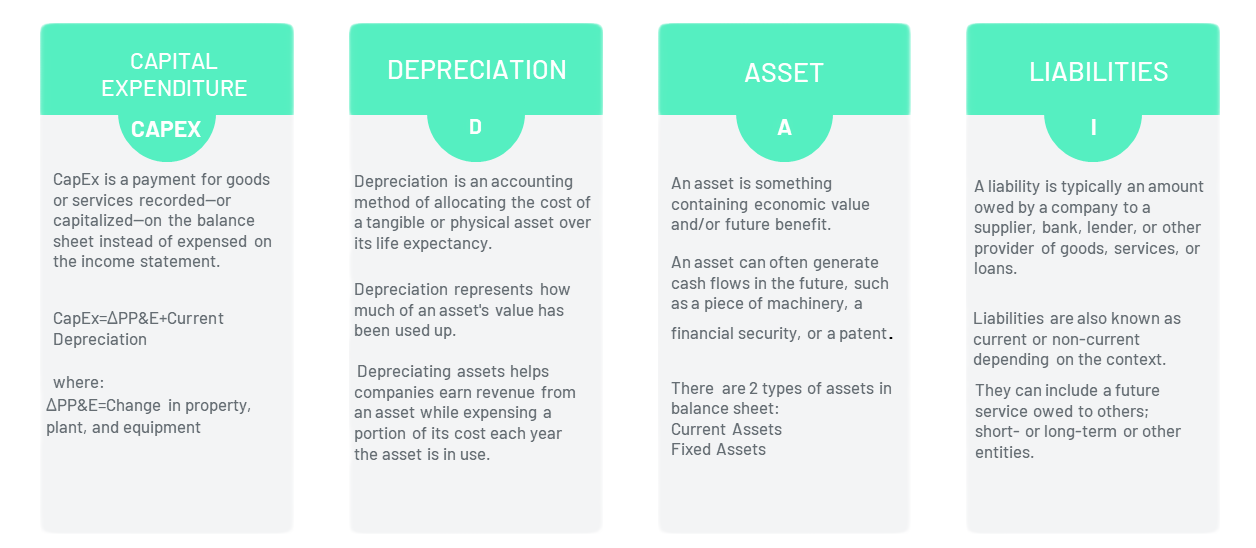 CAPITAL
EXPENDITURE
CAPEX
CapEx is a payment for goods
or services recorded—or
capitalized—on the balance
sheet instead of expensed on
the income statement.
CapEx=ΔPP&E+Current
Depreciation
where:
ΔPP&E=Change in property,
plant, and equipment
DEPRECIATION
D
Depreciation is an accounting
method of allocating the cost of
a tangible or physical asset over
its life expectancy.
Depreciation represents how
much of an asset's value has
been used up.
Depreciating assets helps
companies earn revenue from
an asset while expensing a
portion of its cost each year
the asset is in use.
ASSET
A
An asset is something
containing economic value
and/or future benefit.
An asset can often generate
cash flows in the future, such
as a piece of machinery, a
financial security, or a patent.
There are 2 types of assets in
balance sheet:
Current Assets
Fixed Assets
LIABILITIES
I
A liability is typically an amount
owed by a company to a
supplier, bank, lender, or other
provider of goods, services, or
loans.
Liabilities are also known as
current or non-current
depending on the context.
They can include a future
service owed to others;
short- or long-term or other
entities.